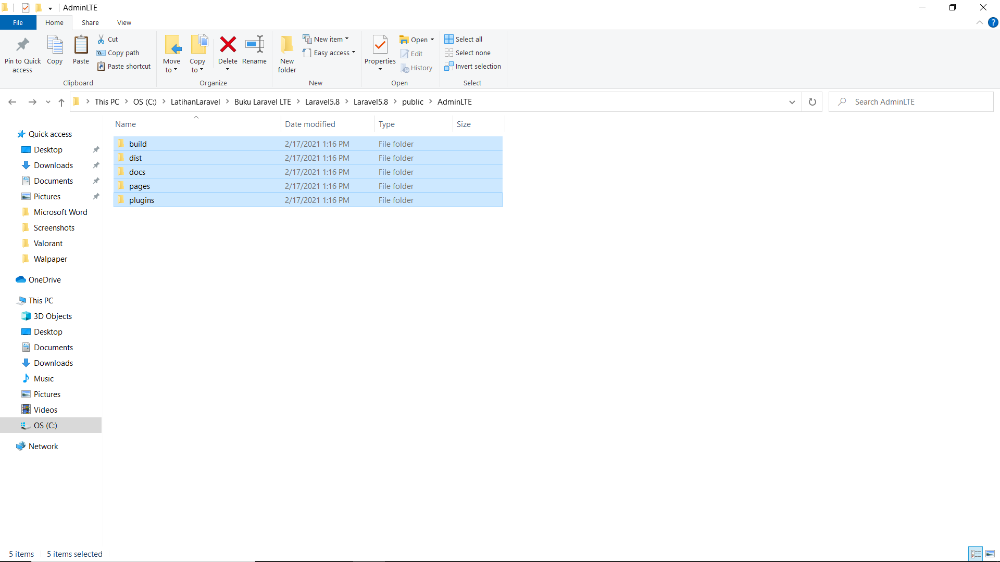 AdminLTE
File Home Share View
Pin to Quick access
Copy
Paste
Cut
Copy path
Paste shortcut
Clipboard
Move to
Copy to
Delete
Rename
Organize
New folder
New item
Easy access
New
Properties
Open
Edit
History
Open
Select all
Select none
Invert selection
Select
This PC > OS (C:) > LatihanLaravel > Buku Laravel LTE > Laravel5.8 > Laravel5.8 > public > AdminLTE
Search AdminLTE
Name Date modified Type Size
build 2/17/2021 1:16 PM File folder
dist 2/17/2021 1:16 PM File folder
docs 2/17/2021 1:16 PM File folder
pages 2/17/2021 1:16 PM File folder
plugins 2/17/2021 1:16 PM File folder
Quick access
Desktop
Downloads
Documents
Pictures
Microsoft Word
Screenshots
Valorant
Walpaper
OneDrive
This PC
3D Objects
Desktop
Documents
Downloads
Music
Pictures
Videos
OS (C:)
Network
5 items 5 items selected